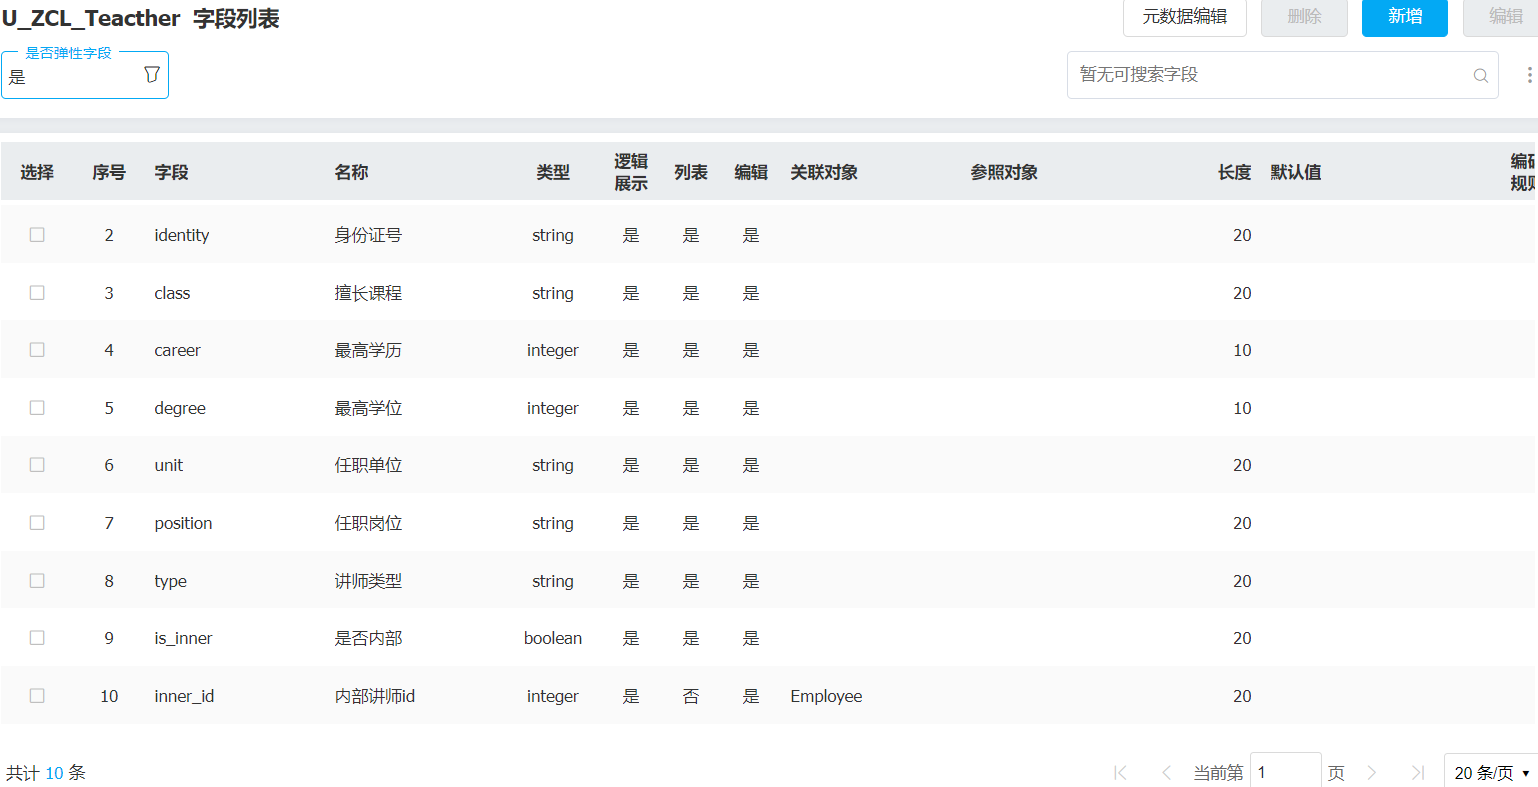 U_ZCL_Teacther 字段列表
元数据编辑 删除 新增 编辑
是否弹性字段
是
暂无可搜索字段
选择 序号 字段 名称 类型 逻辑展示 列表 编辑 关联对象 参照对象 长度 默认值 编码规则
2 identity 身份证号 string 是 是 是 20
3 class 擅长课程 string 是 是 是 20
4 career 最高学历 integer 是 是 是 10
5 degree 最高学位 integer 是 是 是 10
6 unit 任职单位 string 是 是 是 20
7 position 任职岗位 string 是 是 是 20
8 type 讲师类型 string 是 是 是 20
9 is_inner 是否内部 boolean 是 是 是 20
10 inner_id 内部讲师id integer 是 否 是 Employee 20
共计 10 条 当前第 1 页 20 条/页